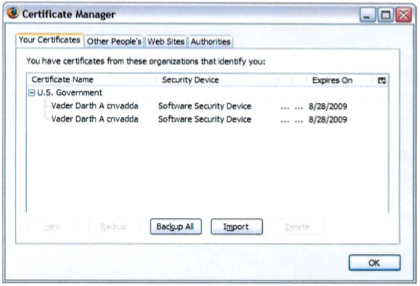 Certificate Manager
Your Certificates Other People's Web Sites Authorities
You have certificates from these organizations that identify you:
Certificate Name Security Device Expires On
U.S. Government
Vader Darth A cnvadda Software Security Device ... ... 8/28/2009
Vader Darth A cnvadda Software Security Device ... ... 8/28/2009
View Backup Backup All Import Delete
OK